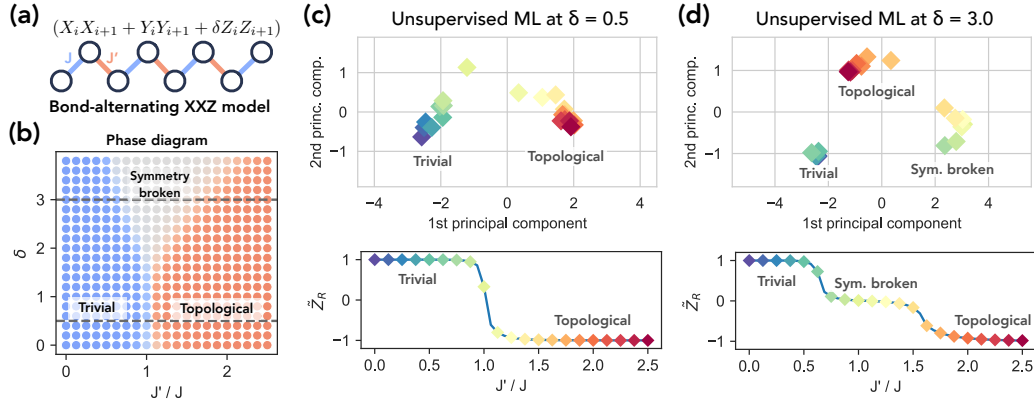 (a)
(X_i X_{i+1} + Y_i Y_{i+1} + δZ_i Z_{i+1})
J J'
Bond-alternating XXZ model
(b)
Phase diagram
Symmetry
broken
Trivial Topological
3
2
1
0
δ
0 1 2
J' / J
(c)
Unsupervised ML at δ = 0.5
2nd princ. comp.
1
0
−1
Trivial
Topological
−4 −2 0 2 4
1st principal component
Z̃_R
1
0
−1
Trivial
Topological
0.0 0.5 1.0 1.5 2.0 2.5
J' / J
(d)
Unsupervised ML at δ = 3.0
2nd princ. comp.
1
0
−1
Topological
Trivial
Sym. broken
−4 −2 0 2 4
1st principal component
Z̃_R
1
0
−1
Trivial
Sym. broken
Topological
0.0 0.5 1.0 1.5 2.0 2.5
J' / J